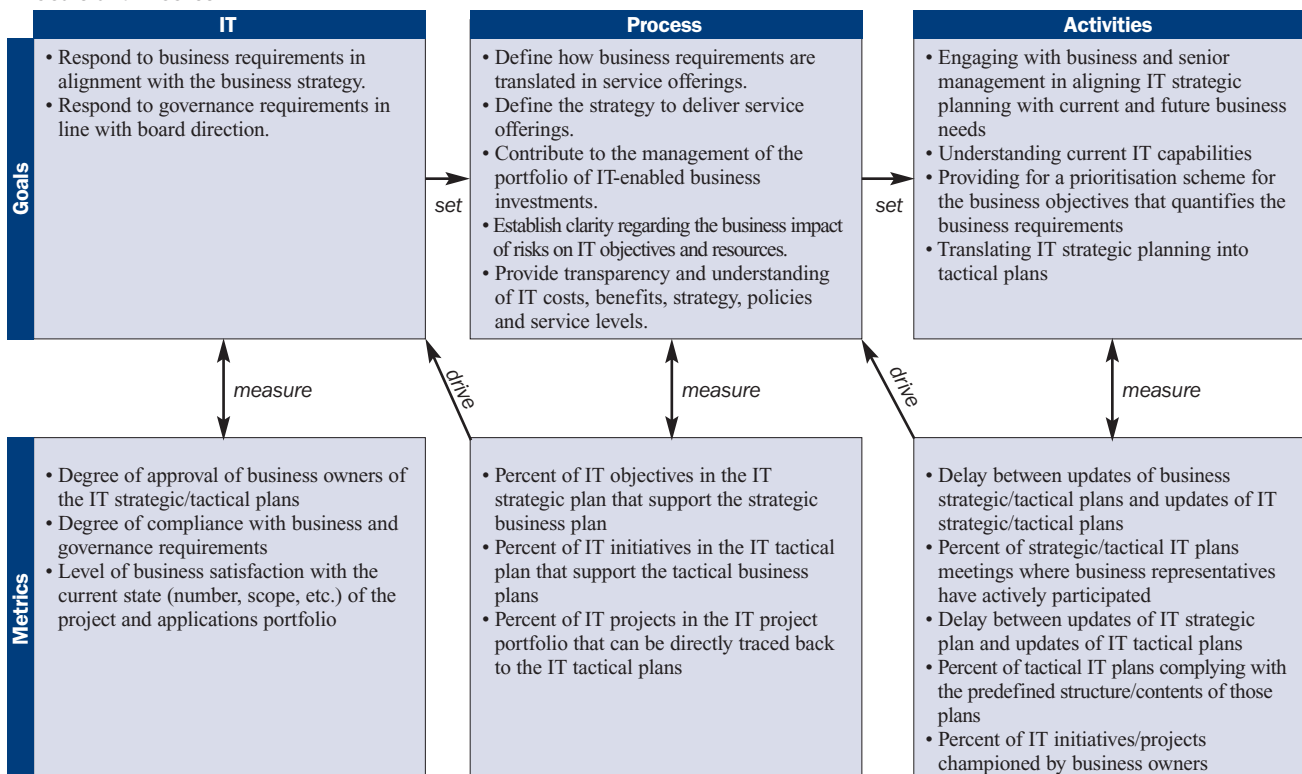 IT
Process
Activities
Goals
• Respond to business requirements in
alignment with the business strategy.
• Respond to governance requirements in
line with board direction.
set
• Define how business requirements are
translated in service offerings.
• Define the strategy to deliver service
offerings.
• Contribute to the management of the
portfolio of IT-enabled business
investments.
• Establish clarity regarding the business impact
of risks on IT objectives and resources.
• Provide transparency and understanding
of IT costs, benefits, strategy, policies
and service levels.
set
• Engaging with business and senior
management in aligning IT strategic
planning with current and future business
needs
• Understanding current IT capabilities
• Providing for a prioritisation scheme for
the business objectives that quantifies the
business requirements
• Translating IT strategic planning into
tactical plans
measure
drive
measure
drive
measure
Metrics
• Degree of approval of business owners of
the IT strategic/tactical plans
• Degree of compliance with business and
governance requirements
• Level of business satisfaction with the
current state (number, scope, etc.) of the
project and applications portfolio
• Percent of IT objectives in the IT
strategic plan that support the strategic
business plan
• Percent of IT initiatives in the IT tactical
plan that support the tactical business
plans
• Percent of IT projects in the IT project
portfolio that can be directly traced back
to the IT tactical plans
• Delay between updates of business
strategic/tactical plans and updates of IT
strategic/tactical plans
• Percent of strategic/tactical IT plans
meetings where business representatives
have actively participated
• Delay between updates of IT strategic
plan and updates of IT tactical plans
• Percent of tactical IT plans complying with
the predefined structure/contents of those
plans
• Percent of IT initiatives/projects
championed by business owners